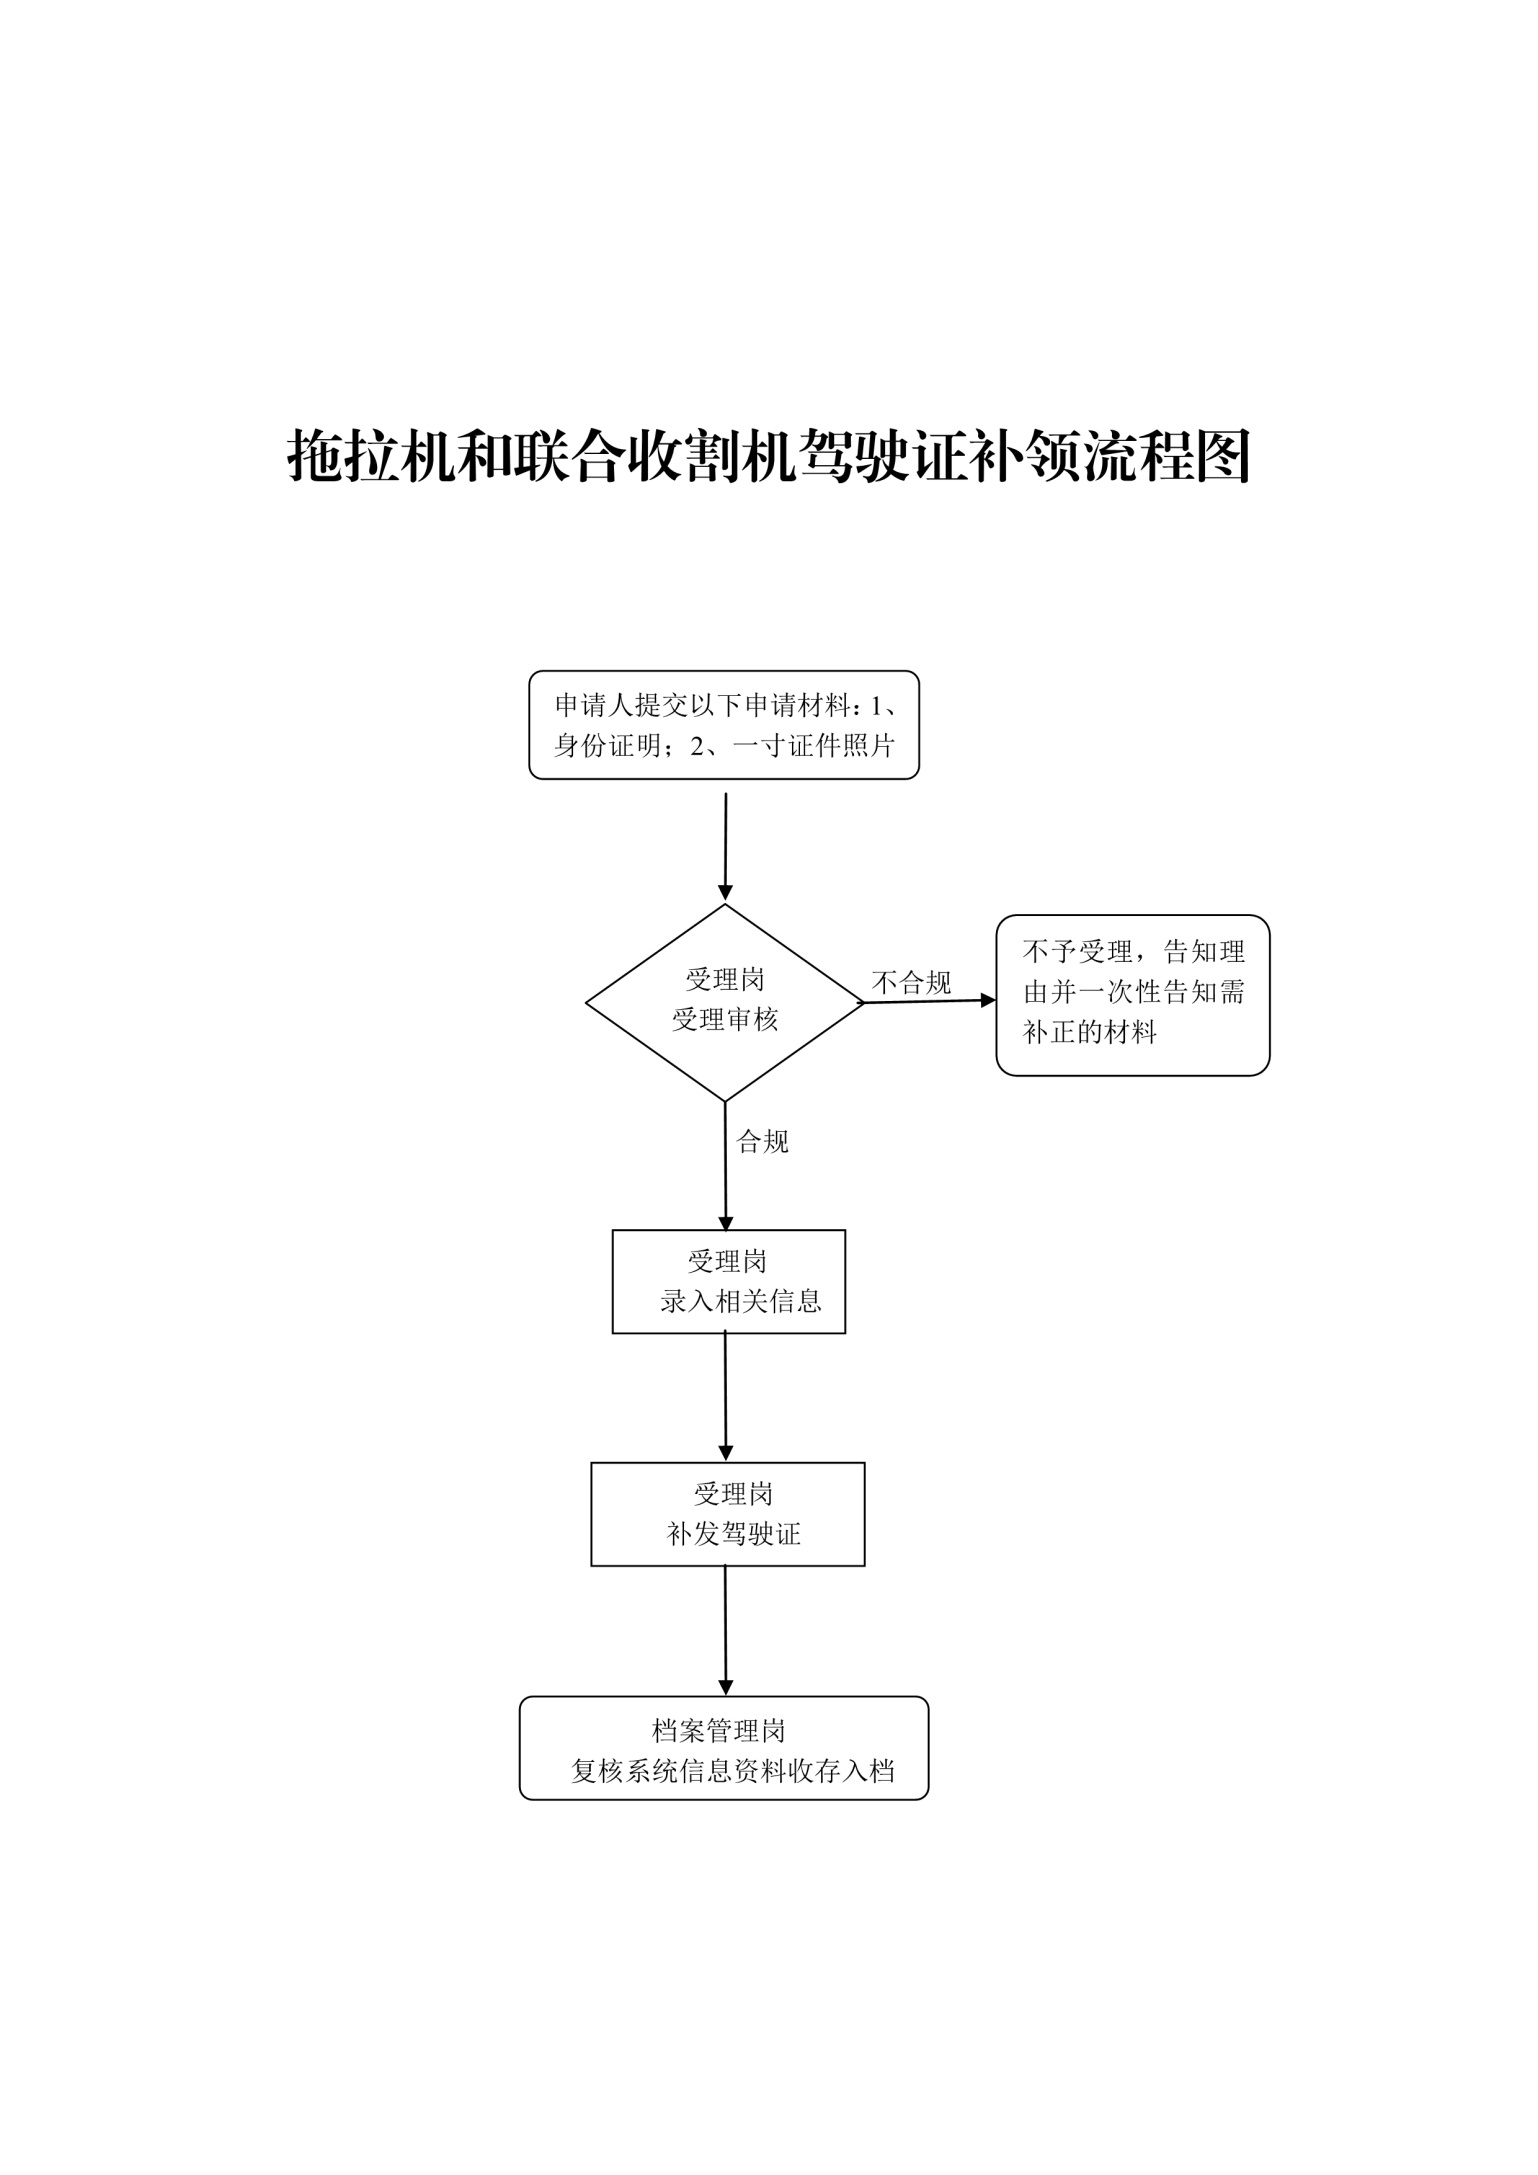 拖拉机和联合收割机驾驶证补领流程图
申请人提交以下申请材料：1、
身份证明；2、一寸证件照片
受理岗
受理审核
不合规
不予受理，告知理
由并一次性告知需
补正的材料
合规
受理岗
录入相关信息
受理岗
补发驾驶证
档案管理岗
复核系统信息资料收存入档